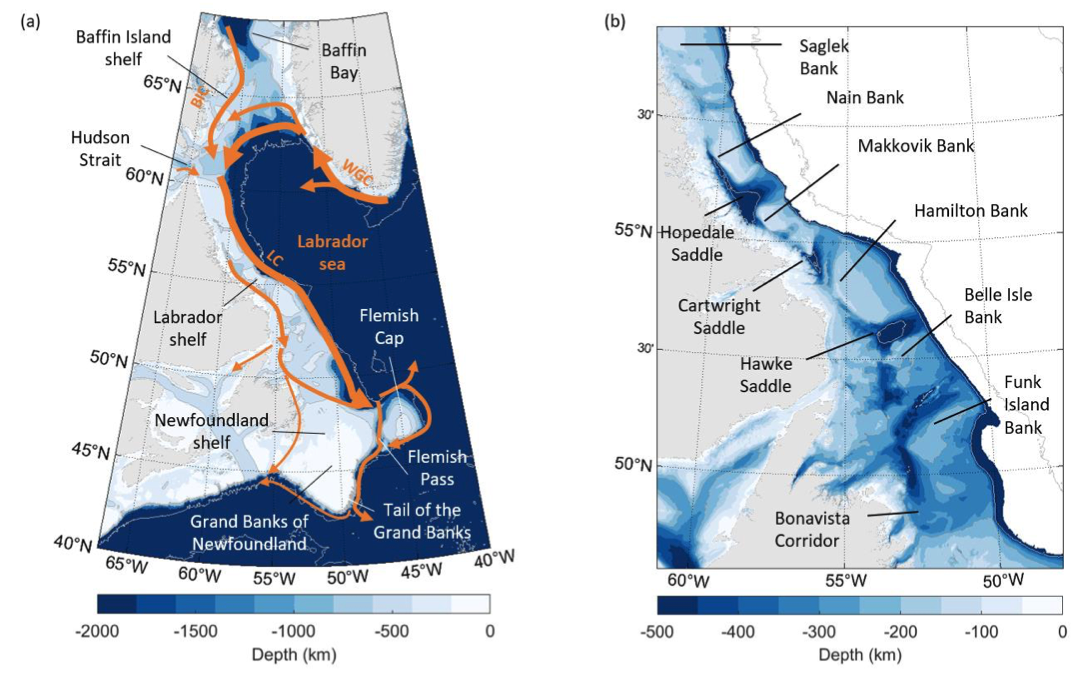 (a)
Baffin Island
shelf
Baffin
Bay
65°N
BIC
Hudson
Strait
60°N
WGC
Labrador
sea
LC
55°N
Labrador
shelf
Flemish
Cap
50°N
Newfoundland
shelf
45°N
Flemish
Pass
Grand Banks of
Newfoundland
Tail of the
Grand Banks
40°N
65°W
60°W
55°W
50°W
45°W
40°W
-2000
-1500
-1000
-500
0
Depth (km)
(b)
Saglek
Bank
30'
Nain Bank
Makkovik Bank
Hamilton Bank
55°N
Hopedale
Saddle
Cartwright
Saddle
Belle Isle
Bank
30'
Hawke
Saddle
Funk
Island
Bank
50°N
Bonavista
Corridor
60°W
55°W
50°W
-500
-400
-300
-200
-100
0
Depth (km)